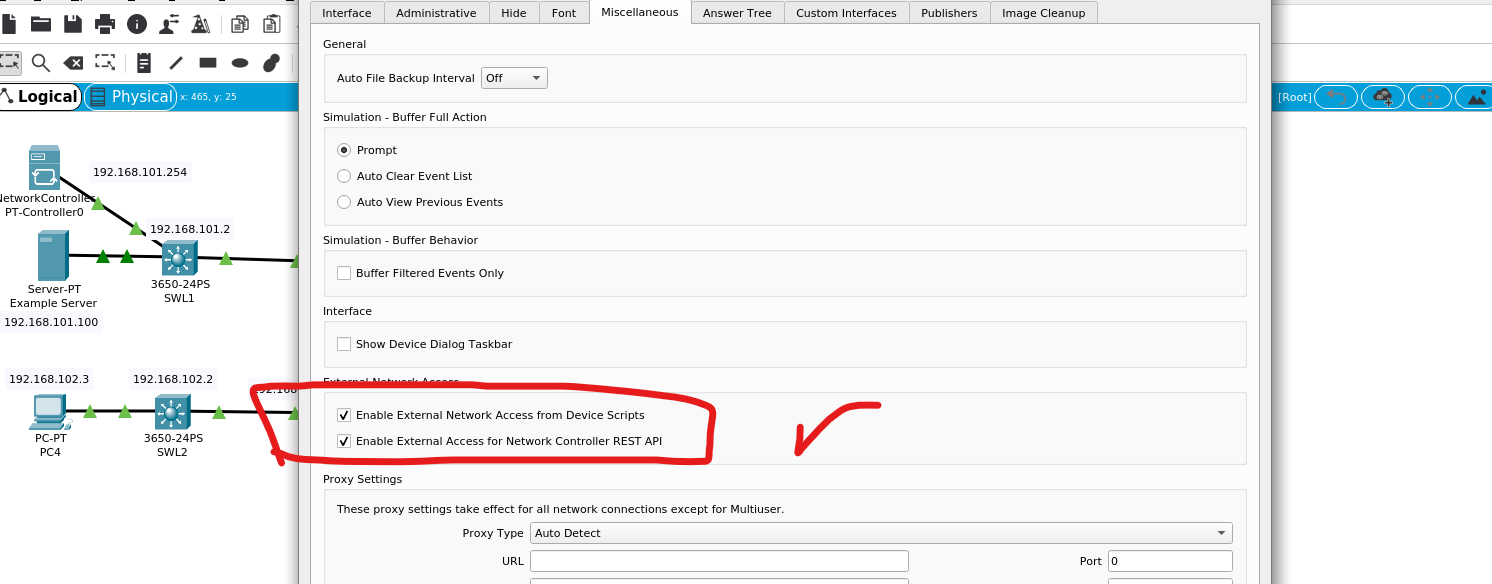 Interface Administrative Hide Font Miscellaneous Answer Tree Custom Interfaces Publishers Image Cleanup
General
Auto File Backup Interval Off
Simulation - Buffer Full Action
Prompt
Auto Clear Event List
Auto View Previous Events
Simulation - Buffer Behavior
Buffer Filtered Events Only
Interface
Show Device Dialog Taskbar
External Network Access
Enable External Network Access from Device Scripts
Enable External Access for Network Controller REST API
Proxy Settings
These proxy settings take effect for all network connections except for Multiuser.
Proxy Type Auto Detect
URL Port 0
Logical Physical x: 465, y: 25
[Root]
192.168.101.254
NetworkController
PT-Controller0
192.168.101.2
3650-24PS
SWL1
Server-PT
Example Server
192.168.101.100
192.168.102.3
192.168.102.2
192.168
PC-PT
PC4
3650-24PS
SWL2